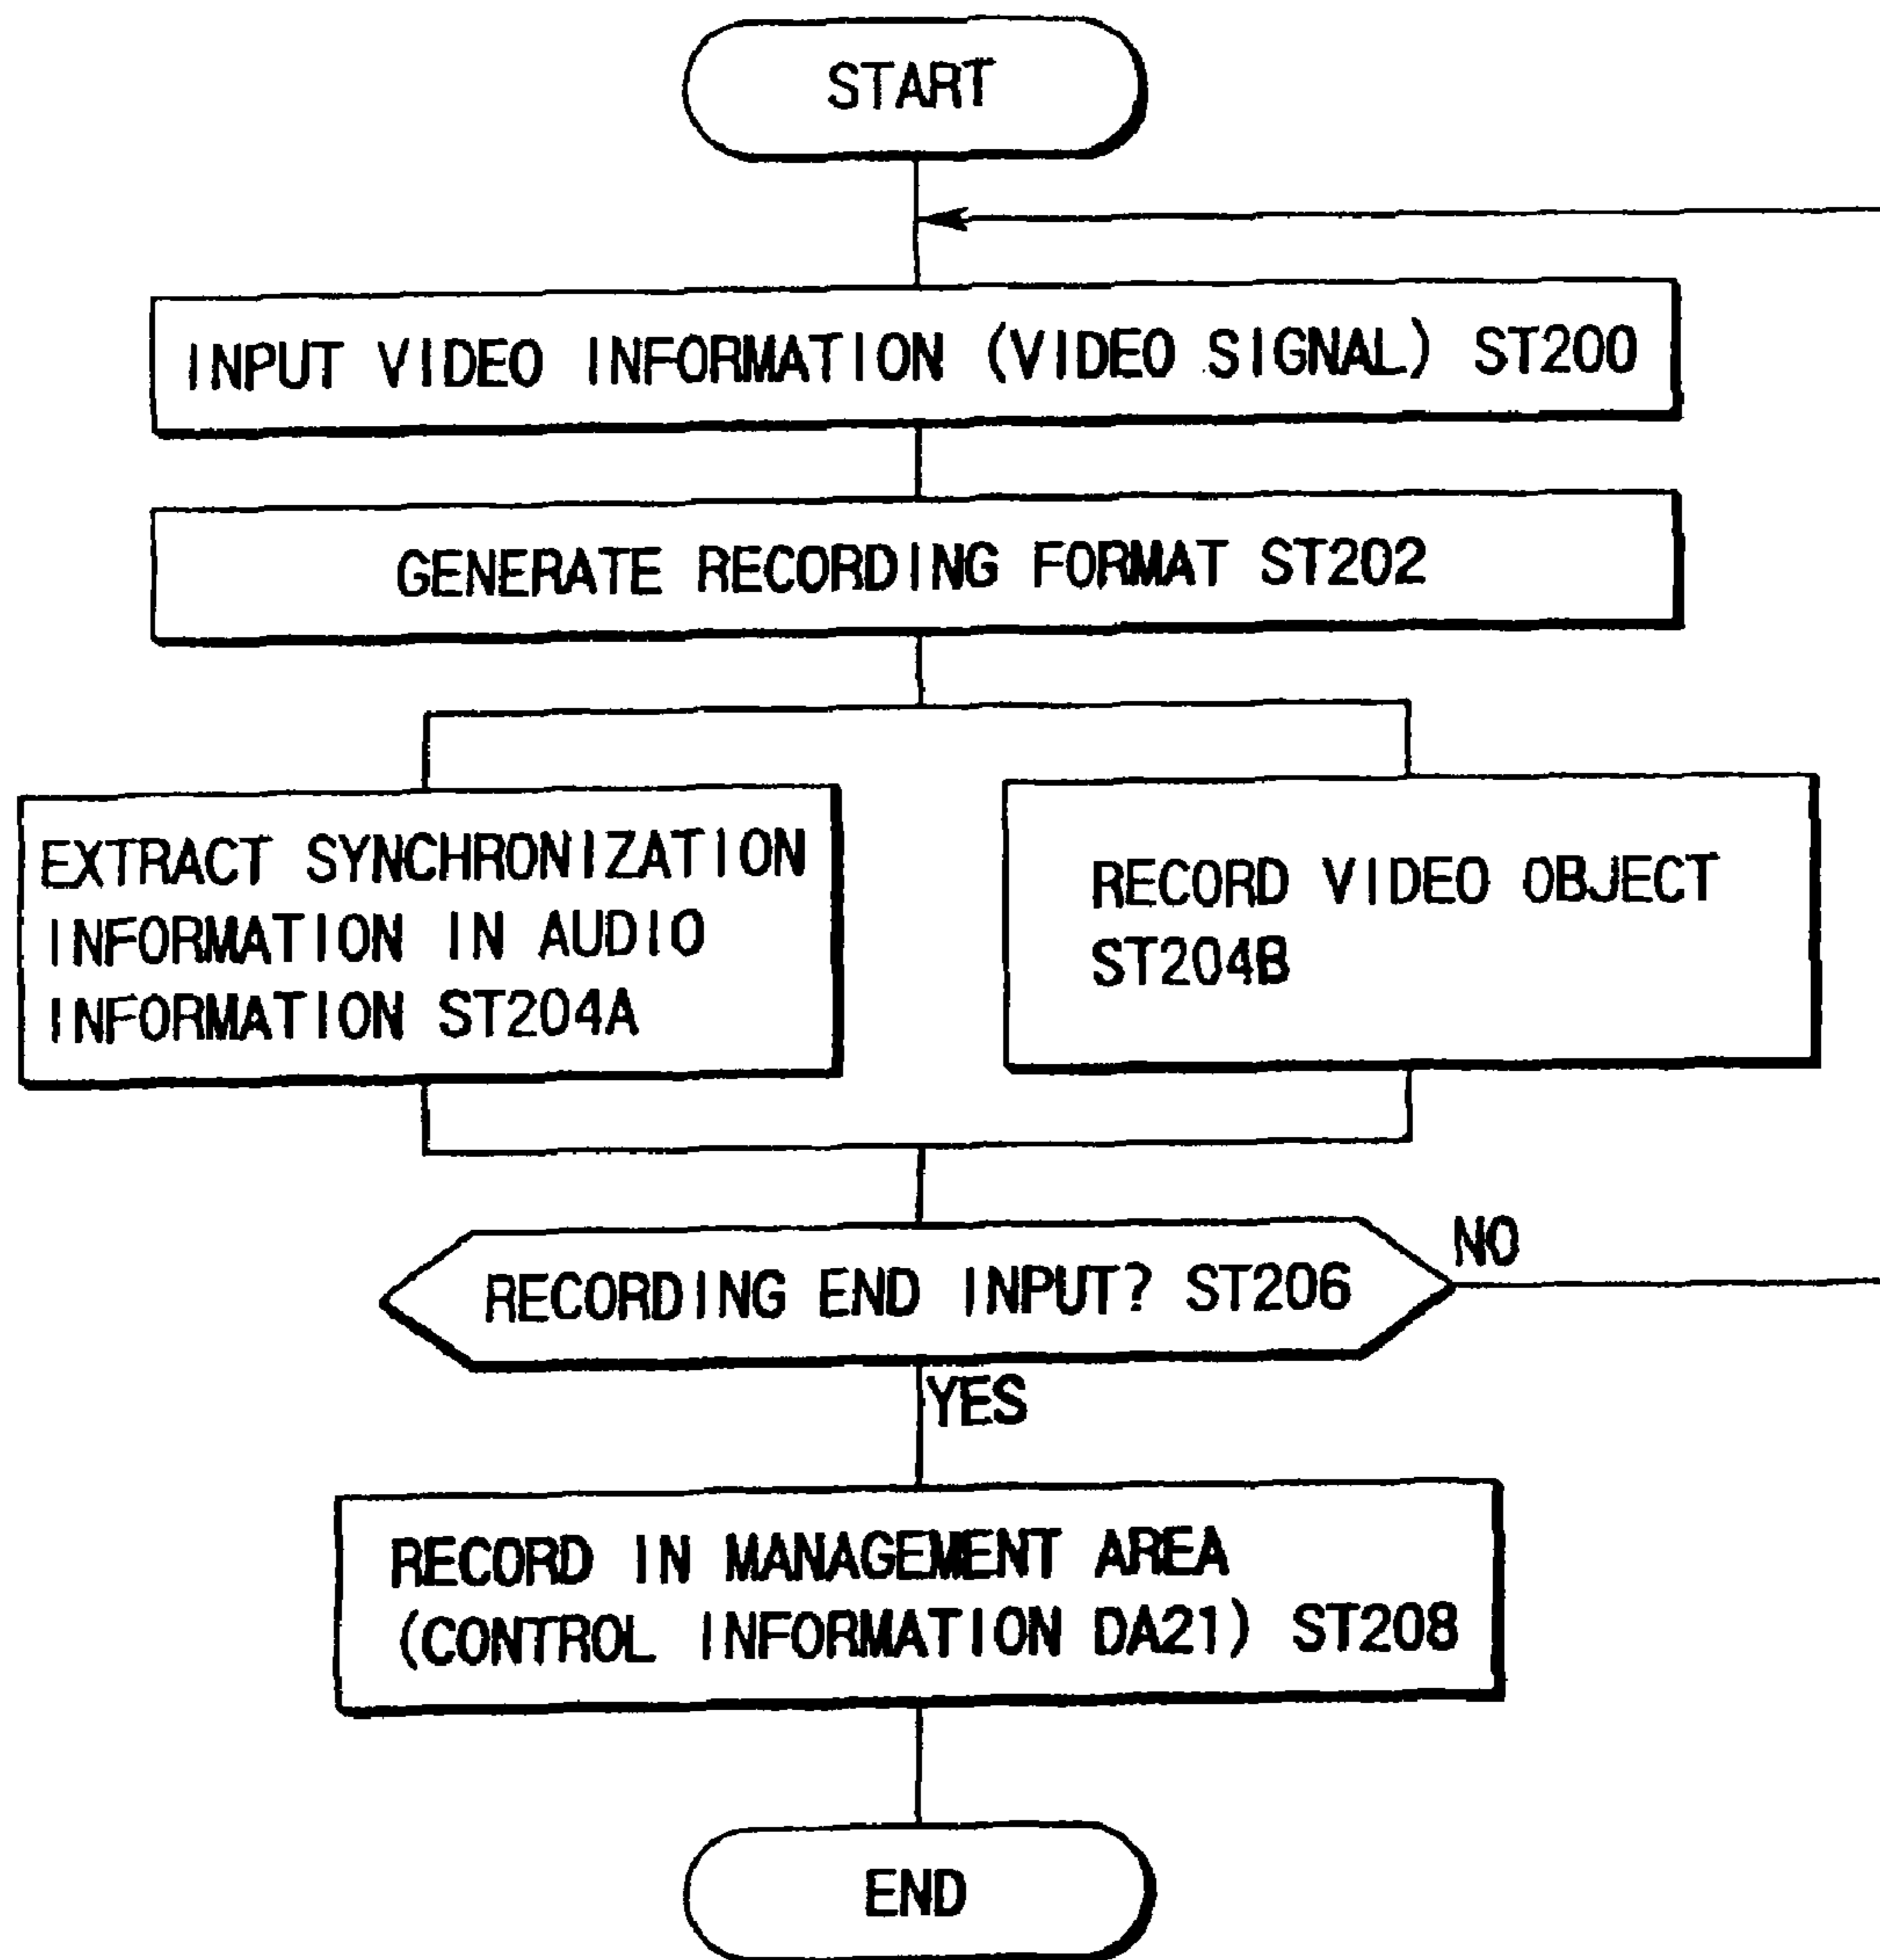 START
INPUT VIDEO INFORMATION (VIDEO SIGNAL) ST200
GENERATE RECORDING FORMAT ST202
EXTRACT SYNCHRONIZATION
INFORMATION IN AUDIO
INFORMATION ST204A
RECORD VIDEO OBJECT
ST204B
RECORDING END INPUT? ST206
NO
YES
RECORD IN MANAGEMENT AREA
(CONTROL INFORMATION DA21) ST208
END